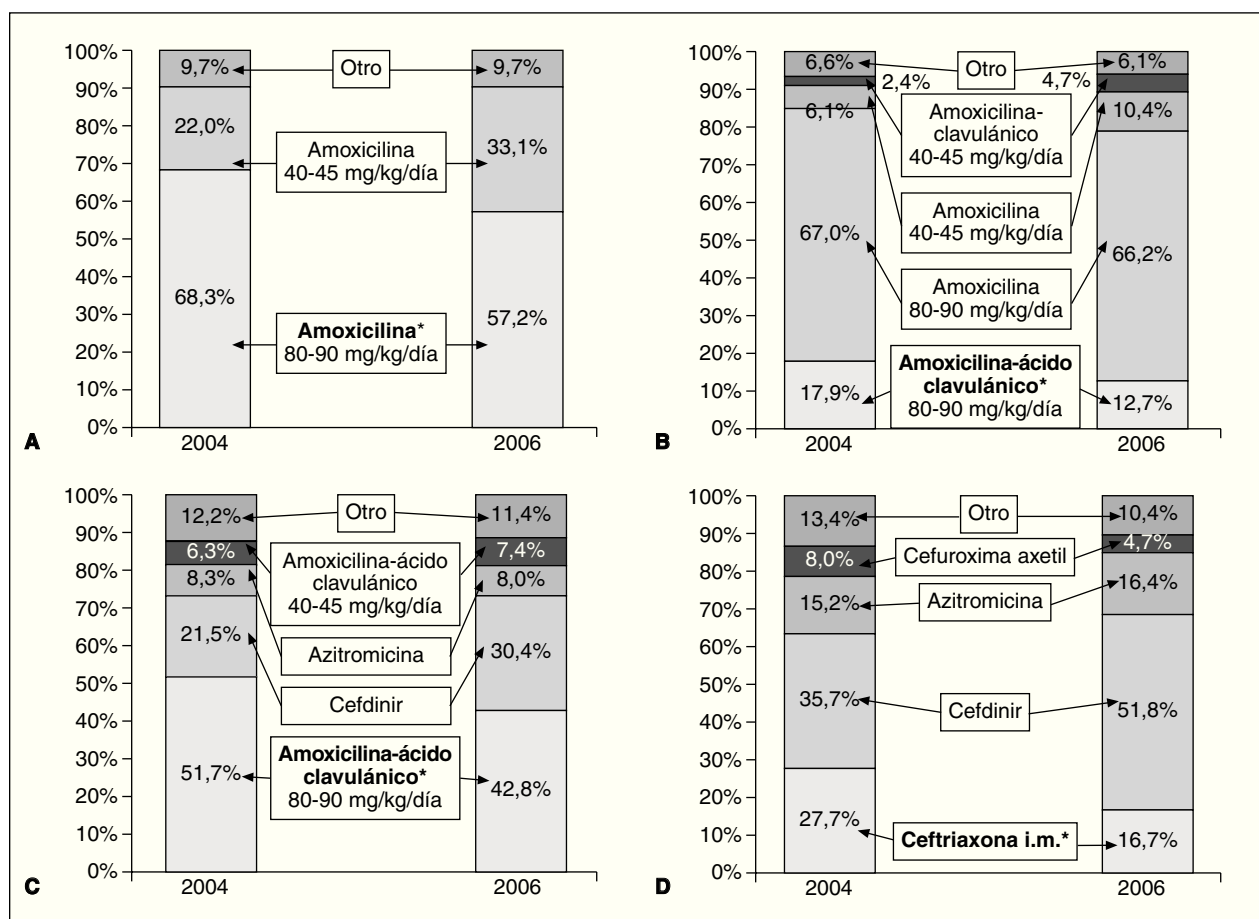 100%
90%
80%
70%
60%
50%
40%
30%
20%
10%
0%
9,7%
22,0%
68,3%
Otro
Amoxicilina
40-45 mg/kg/día
Amoxicilina*
80-90 mg/kg/día
9,7%
33,1%
57,2%
A
2004
2006
100%
90%
80%
70%
60%
50%
40%
30%
20%
10%
0%
6,6%
2,4%
6,1%
67,0%
17,9%
Otro
Amoxicilina-
clavulánico
40-45 mg/kg/día
Amoxicilina
40-45 mg/kg/día
Amoxicilina
80-90 mg/kg/día
Amoxicilina-ácido
clavulánico*
80-90 mg/kg/día
6,1%
4,7%
10,4%
66,2%
12,7%
B
2004
2006
100%
90%
80%
70%
60%
50%
40%
30%
20%
10%
0%
12,2%
6,3%
8,3%
21,5%
51,7%
Otro
Amoxicilina-ácido
clavulánico
40-45 mg/kg/día
Azitromicina
Cefdinir
Amoxicilina-ácido
clavulánico*
80-90 mg/kg/día
11,4%
7,4%
8,0%
30,4%
42,8%
C
2004
2006
100%
90%
80%
70%
60%
50%
40%
30%
20%
10%
0%
13,4%
8,0%
15,2%
35,7%
27,7%
Otro
Cefuroxima axetil
Azitromicina
Cefdinir
Ceftriaxona i.m.*
10,4%
4,7%
16,4%
51,8%
16,7%
D
2004
2006